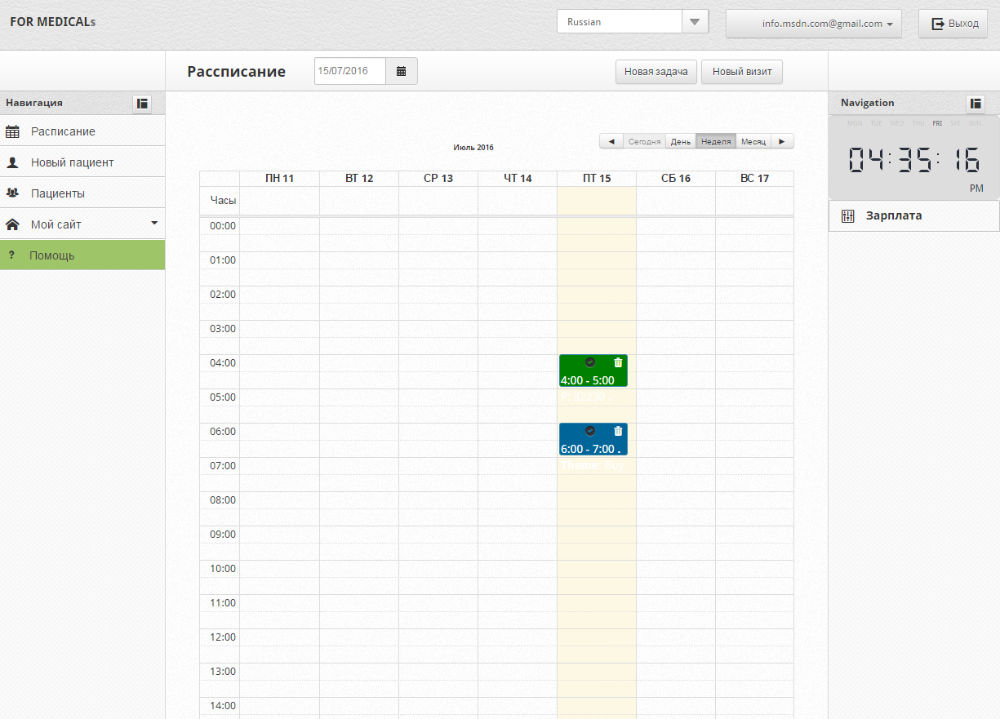 FOR MEDICALs
Russian
info.msdn.com@gmail.com
Выход
Рассписание
15/07/2016
Новая задача
Новый визит
Навигация
Расписание
Новый пациент
Пациенты
Мой сайт
? Помощь
Июль 2016
Сегодня День Неделя Месяц
ПН 11 ВТ 12 СР 13 ЧТ 14 ПТ 15 СБ 16 ВС 17
Часы
00:00
01:00
02:00
03:00
04:00
4:00 - 5:00
05:00
06:00
6:00 - 7:00 .
07:00
Theme: Buy
08:00
09:00
10:00
11:00
12:00
13:00
14:00
Navigation
MON TUE WED THU FRI SAT SUN
04:35:16
PM
Зарплата